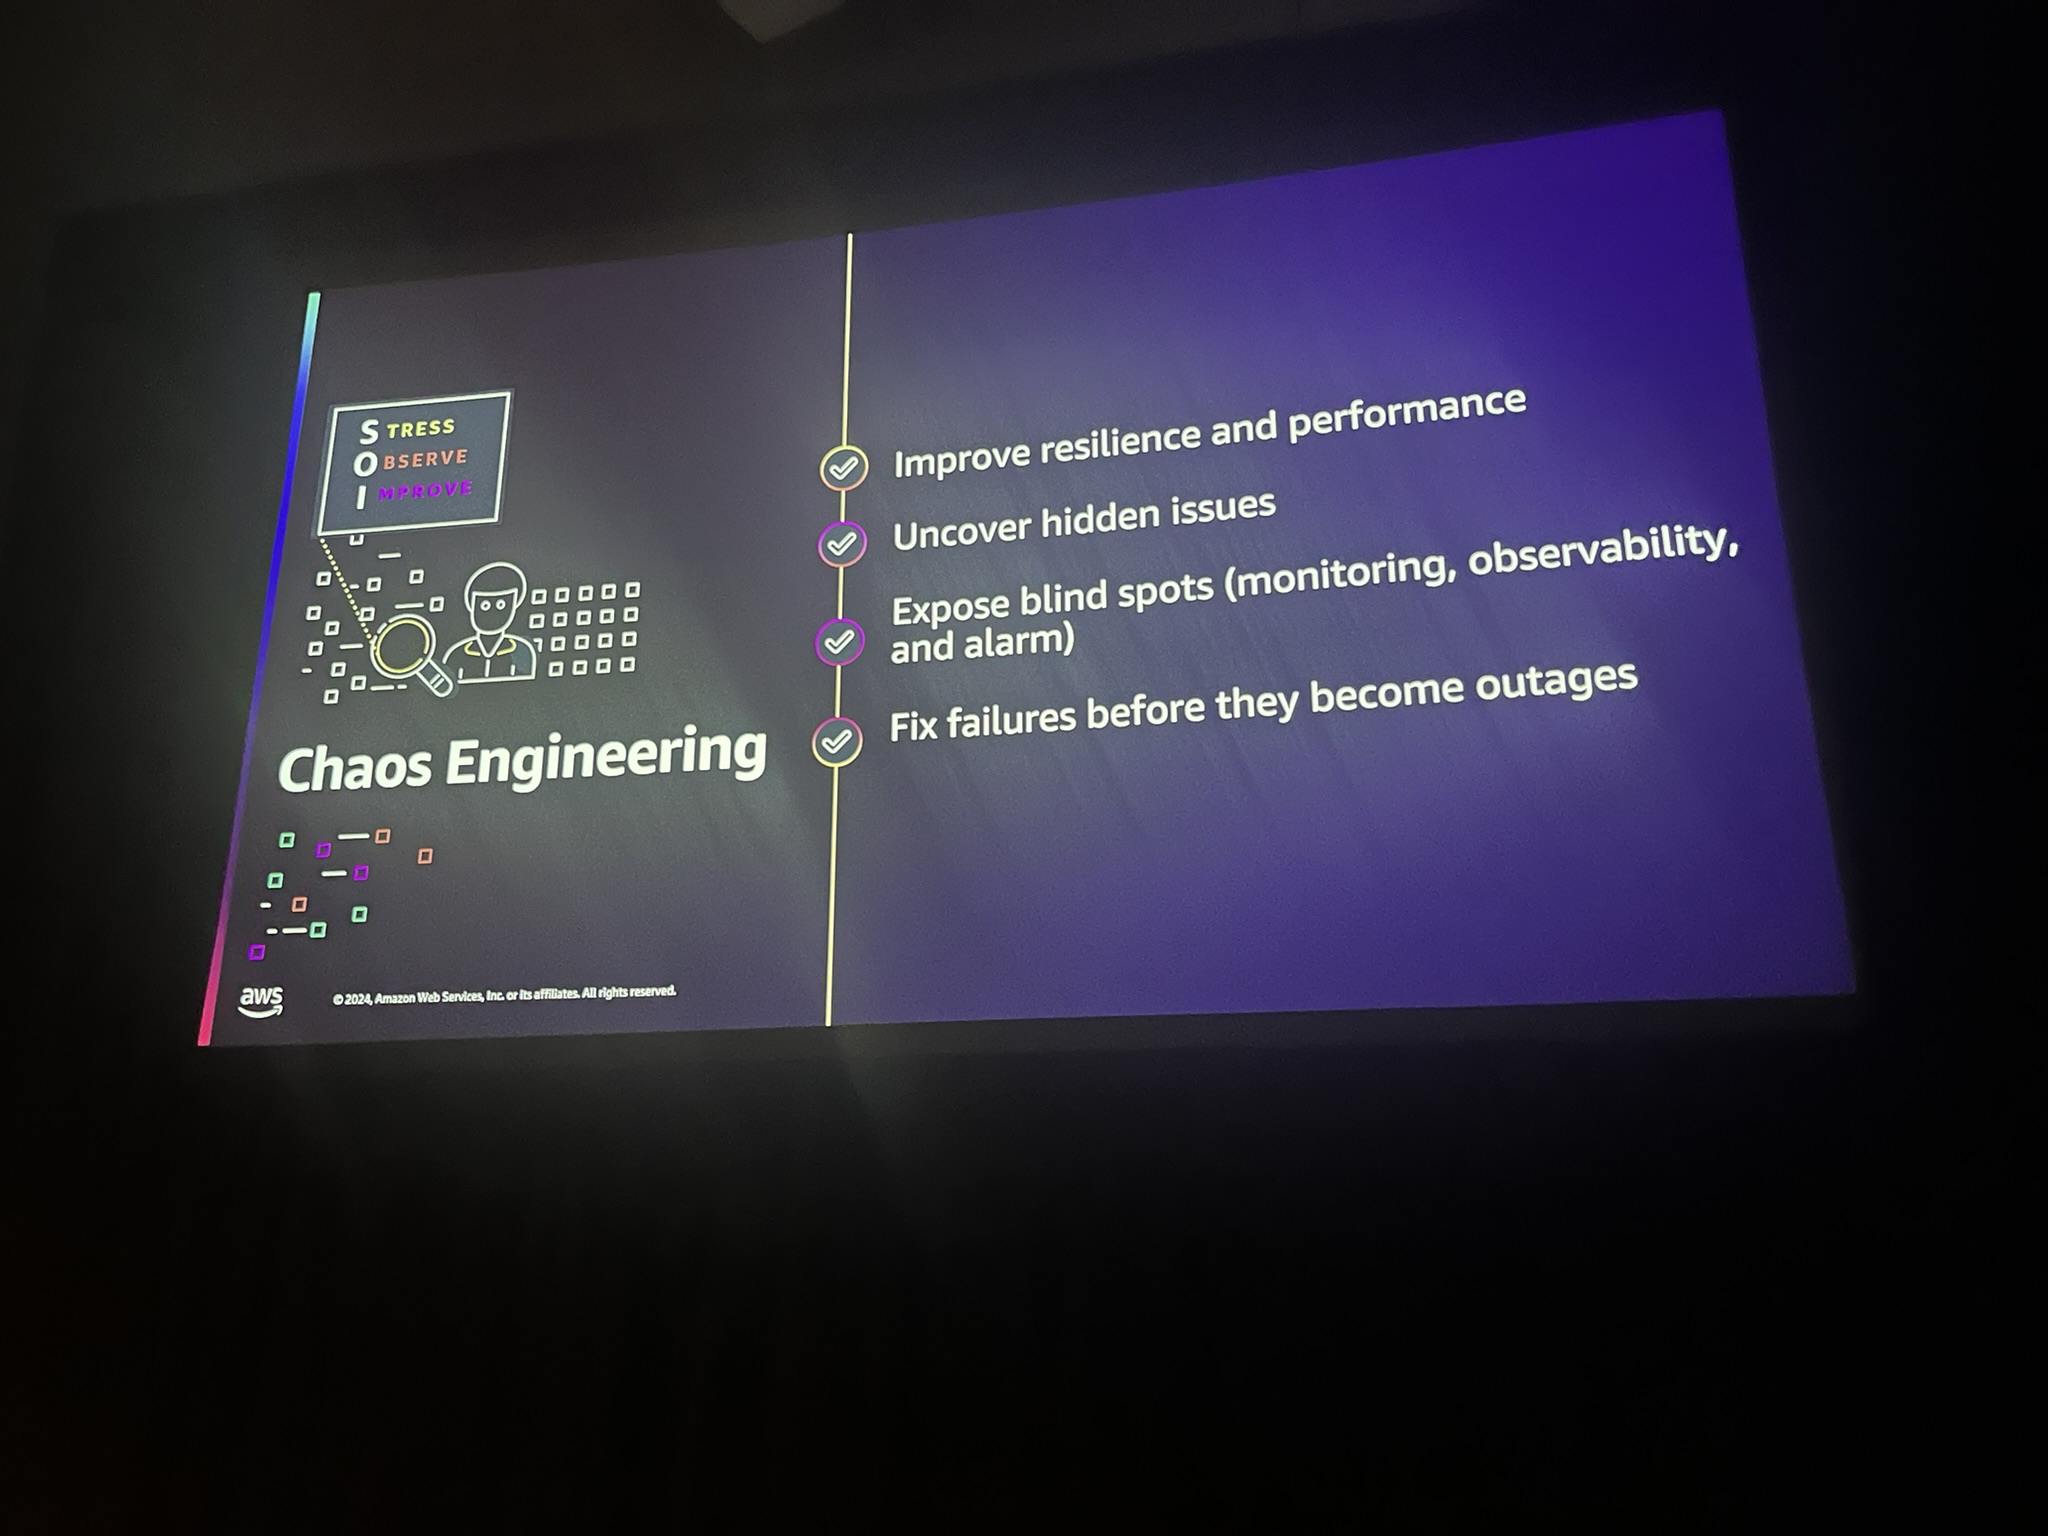 STRESS
OBSERVE
IMPROVE
Chaos Engineering
Improve resilience and performance
Uncover hidden issues
Expose blind spots (monitoring, observability,
and alarm)
Fix failures before they become outages
aws
© 2024, Amazon Web Services, Inc. or its affiliates. All rights reserved.